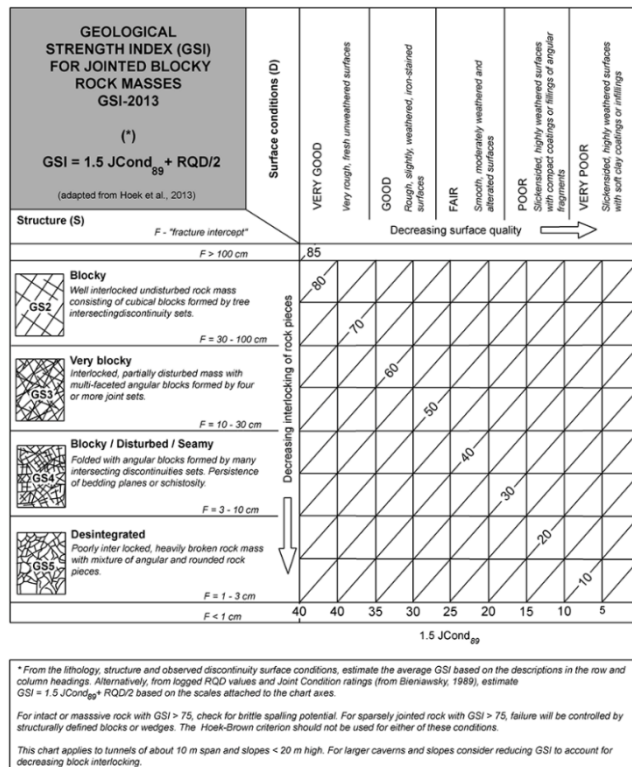 GEOLOGICAL
STRENGTH INDEX (GSI)
FOR JOINTED BLOCKY
ROCK MASSES
GSI-2013
(*)
GSI = 1.5 JCond89 + RQD/2
(adapted from Hoek et al., 2013)
Surface conditions (D)
VERY GOOD
Very rough, fresh unweathered surfaces
GOOD
Rough, slightly, weathered, iron-stained
surfaces
FAIR
Smooth, moderately weathered and
alterated surfaces
POOR
Slickensided, highly weathered surfaces
with compact coatings or fillings of angular
fragments
VERY POOR
Slickensided, highly weathered surfaces
with soft clay coatings or infillings
Structure (S)
F - "fracture intercept"
Decreasing surface quality
F > 100 cm
85
GS2
Blocky
Well interlocked undisturbed rock mass
consisting of cubical blocks formed by tree
intersectingdiscontinuity sets.
F = 30 - 100 cm
GS3
Very blocky
Interlocked, partially disturbed mass with
multi-faceted angular blocks formed by four
or more joint sets.
F = 10 - 30 cm
GS4
Blocky / Disturbed / Seamy
Folded with angular blocks formed by many
intersecting discontinuities sets. Persistence
of bedding planes or schistosity.
F = 3 - 10 cm
GS5
Desintegrated
Poorly inter locked, heavily broken rock mass
with mixture of angular and rounded rock
pieces.
F = 1 - 3 cm
F < 1 cm
Decreasing interlocking of rock pieces
80
70
60
50
40
30
20
10
40 40 35 30 25 20 15 10 5 0
1.5 JCond89
* From the lithology, structure and observed discontinuity surface conditions, estimate the average GSI based on the descriptions in the row and
column headings. Alternatively, from logged RQD values and Joint Condition ratings (from Bieniawsky, 1989), estimate
GSI = 1.5 JCond89+ RQD/2 based on the scales attached to the chart axes.
For intact or masssive rock with GSI > 75, check for brittle spalling potential. For sparsely jointed rock with GSI > 75, failure will be controlled by
structurally defined blocks or wedges. The Hoek-Brown criterion should not be used for either of these conditions.
This chart applies to tunnels of about 10 m span and slopes < 20 m high. For larger caverns and slopes consider reducing GSI to account for
decreasing block interlocking.